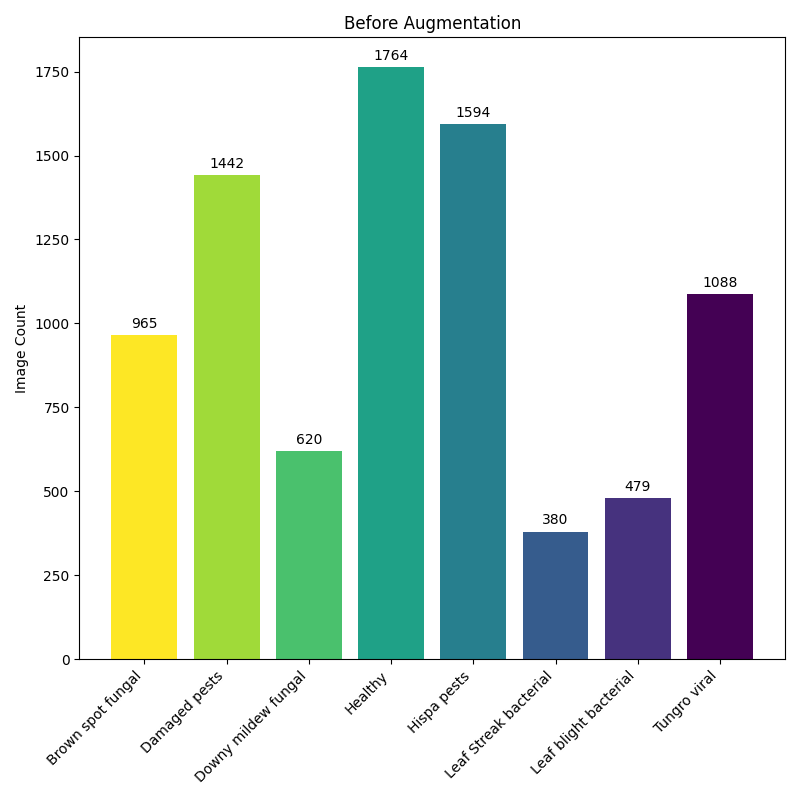 Before Augmentation
Image Count
1750
1500
1250
1000
750
500
250
0
965
1442
620
1764
1594
380
479
1088
Brown spot fungal
Damaged pests
Downy mildew fungal
Healthy
Hispa pests
Leaf Streak bacterial
Leaf blight bacterial
Tungro viral